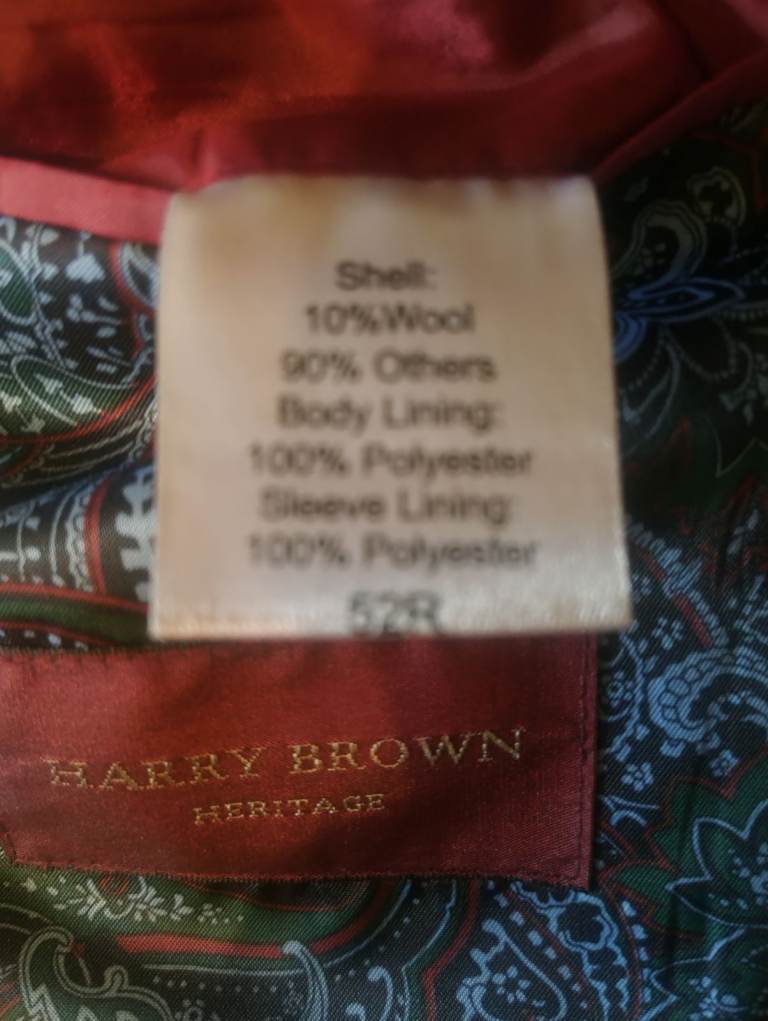 Shell:
10%Wool
90% Others
Body Lining:
100% Polyester
Sleeve Lining:
100% Polyester
52R
HARRY BROWN
HERITAGE